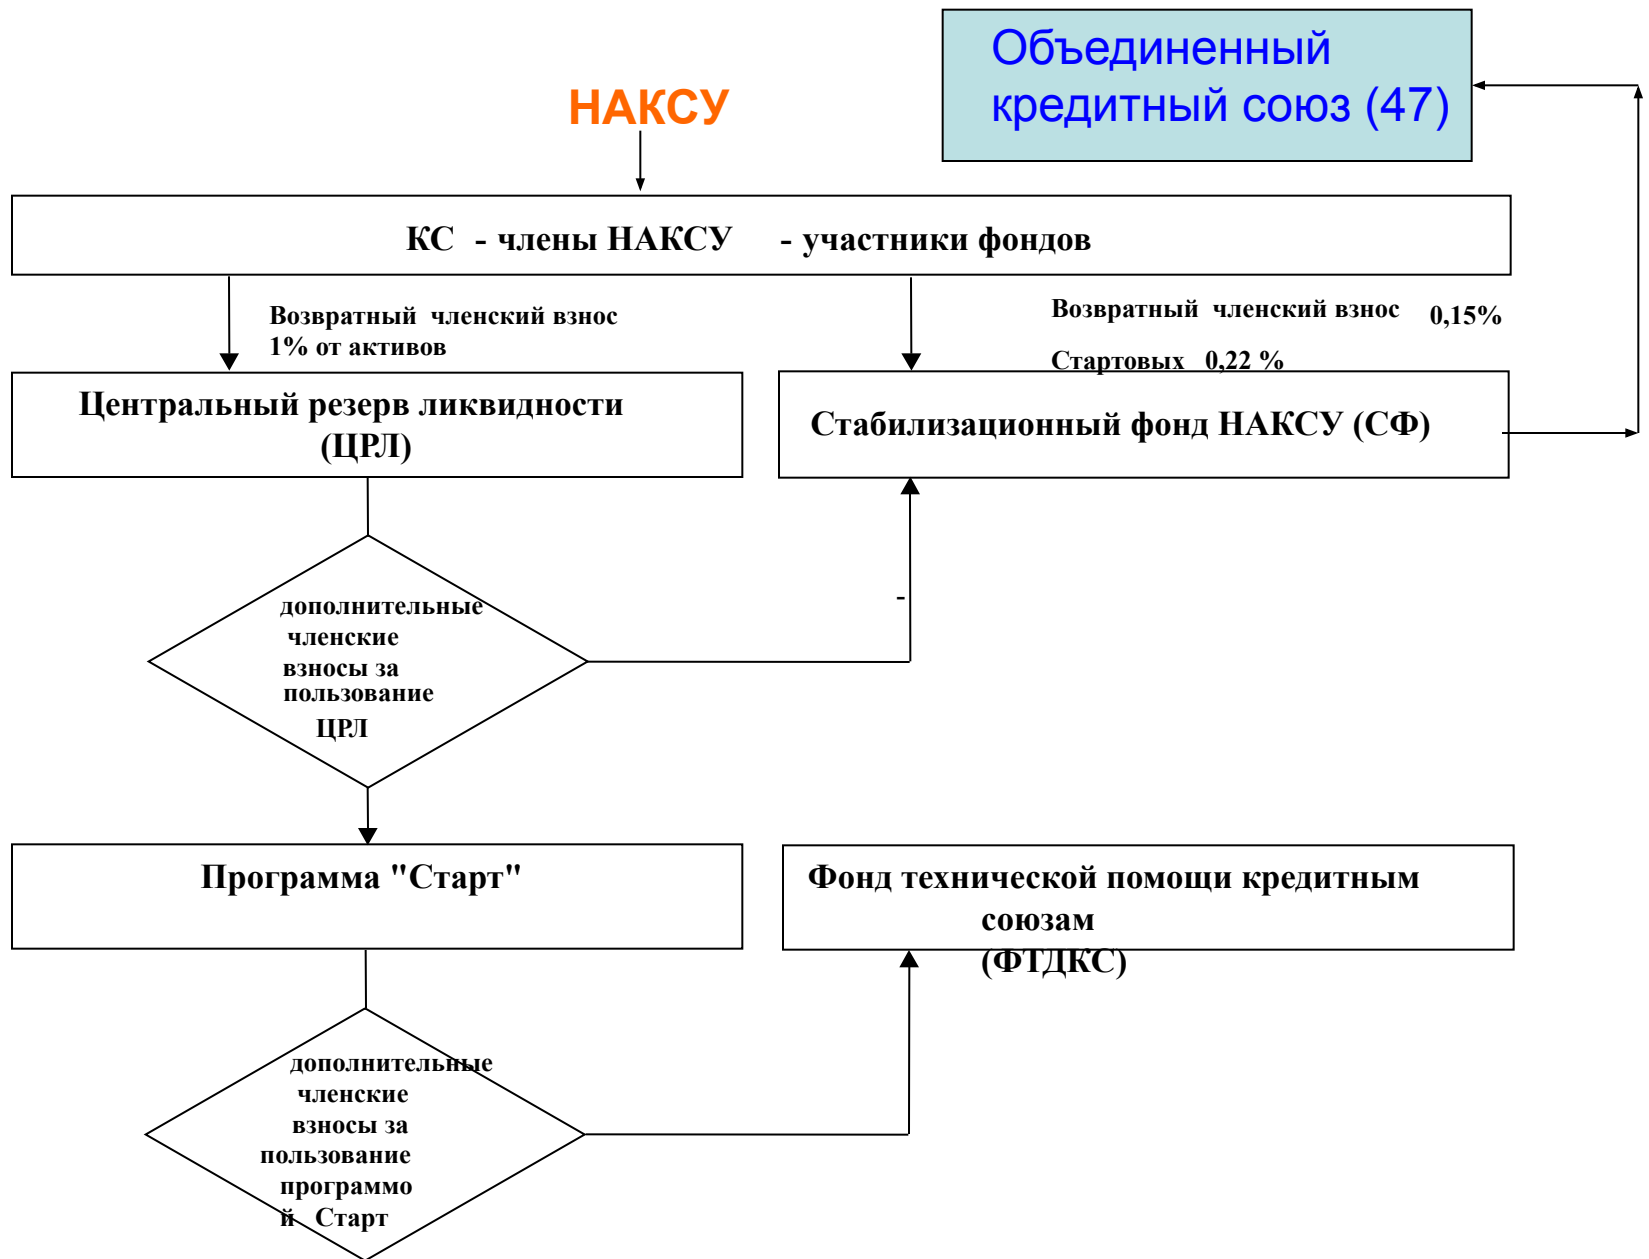 Объединенный
кредитный союз (47)
НАКСУ
КС - члены НАКСУ - участники фондов
Возвратный членский взнос
1% от активов
Возвратный членский взнос 0,15%
Стартовых 0,22 %
Центральный резерв ликвидности
(ЦРЛ)
Стабилизационный фонд НАКСУ (СФ)
дополнительные
членские
взносы за
пользование
ЦРЛ
-
Программа "Старт"
Фонд технической помощи кредитным
союзам
(ФТДКС)
дополнительные
членские
взносы за
пользование
программо
й Старт